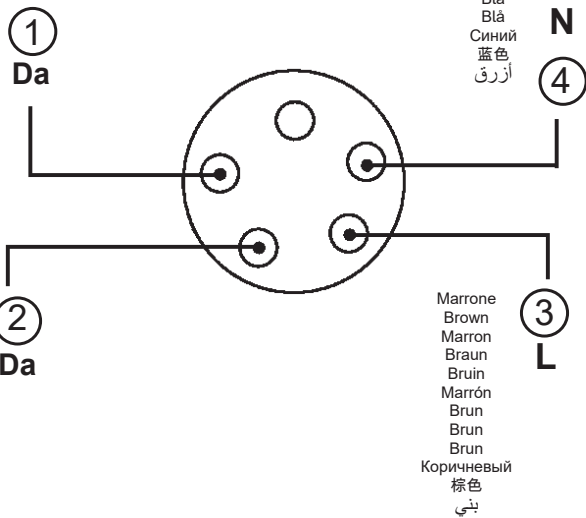 1
Da
Blå
Синий
蓝色
أزرق
N
4
2
Da
Marrone
Brown
Marron
Braun
Bruin
Marrón
Brun
Brun
Brun
Коричневый
棕色
بني
3
L